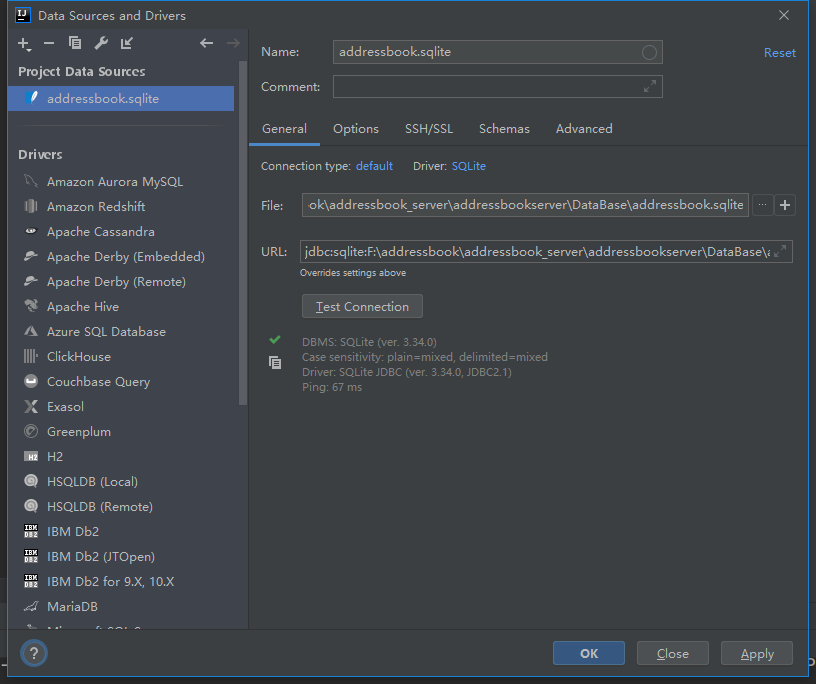 Data Sources and Drivers
Project Data Sources
addressbook.sqlite
Drivers
Amazon Aurora MySQL
Amazon Redshift
Apache Cassandra
Apache Derby (Embedded)
Apache Derby (Remote)
Apache Hive
Azure SQL Database
ClickHouse
Couchbase Query
Exasol
Greenplum
H2
HSQLDB (Local)
HSQLDB (Remote)
IBM Db2
IBM Db2 (JTOpen)
IBM Db2 for 9.X, 10.X
MariaDB
Name: addressbook.sqlite
Reset
Comment:
General Options SSH/SSL Schemas Advanced
Connection type: default Driver: SQLite
File: ok\addressbook_server\addressbookserver\DataBase\addressbook.sqlite
URL: jdbc:sqlite:F:\addressbook\addressbook_server\addressbookserver\DataBase\a
Overrides settings above
Test Connection
DBMS: SQLite (ver. 3.34.0)
Case sensitivity: plain=mixed, delimited=mixed
Driver: SQLite JDBC (ver. 3.34.0, JDBC2.1)
Ping: 67 ms
? OK Close Apply